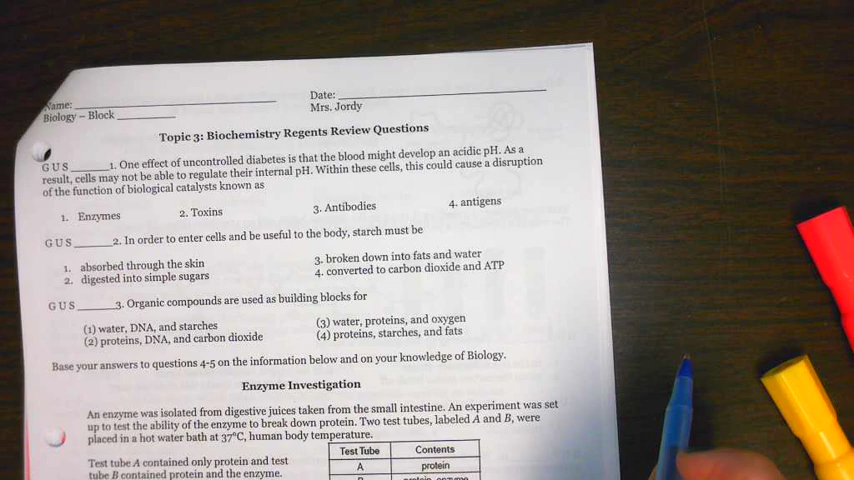 Name: ____________________ Date: ____________________
Biology – Block __________ Mrs. Jordy
Topic 3: Biochemistry Regents Review Questions
G U S ______1. One effect of uncontrolled diabetes is that the blood might develop an acidic pH. As a
result, cells may not be able to regulate their internal pH. Within these cells, this could cause a disruption
of the function of biological catalysts known as
1. Enzymes 2. Toxins 3. Antibodies 4. antigens
G U S ______2. In order to enter cells and be useful to the body, starch must be
1. absorbed through the skin 3. broken down into fats and water
2. digested into simple sugars 4. converted to carbon dioxide and ATP
G U S ______3. Organic compounds are used as building blocks for
(1) water, DNA, and starches (3) water, proteins, and oxygen
(2) proteins, DNA, and carbon dioxide (4) proteins, starches, and fats
Base your answers to questions 4-5 on the information below and on your knowledge of Biology.
Enzyme Investigation
An enzyme was isolated from digestive juices taken from the small intestine. An experiment was set
up to test the ability of the enzyme to break down protein. Two test tubes, labeled A and B, were
placed in a hot water bath at 37°C, human body temperature.
Test Tube Contents
Test tube A contained only protein and test A protein
tube B contained protein and the enzyme.